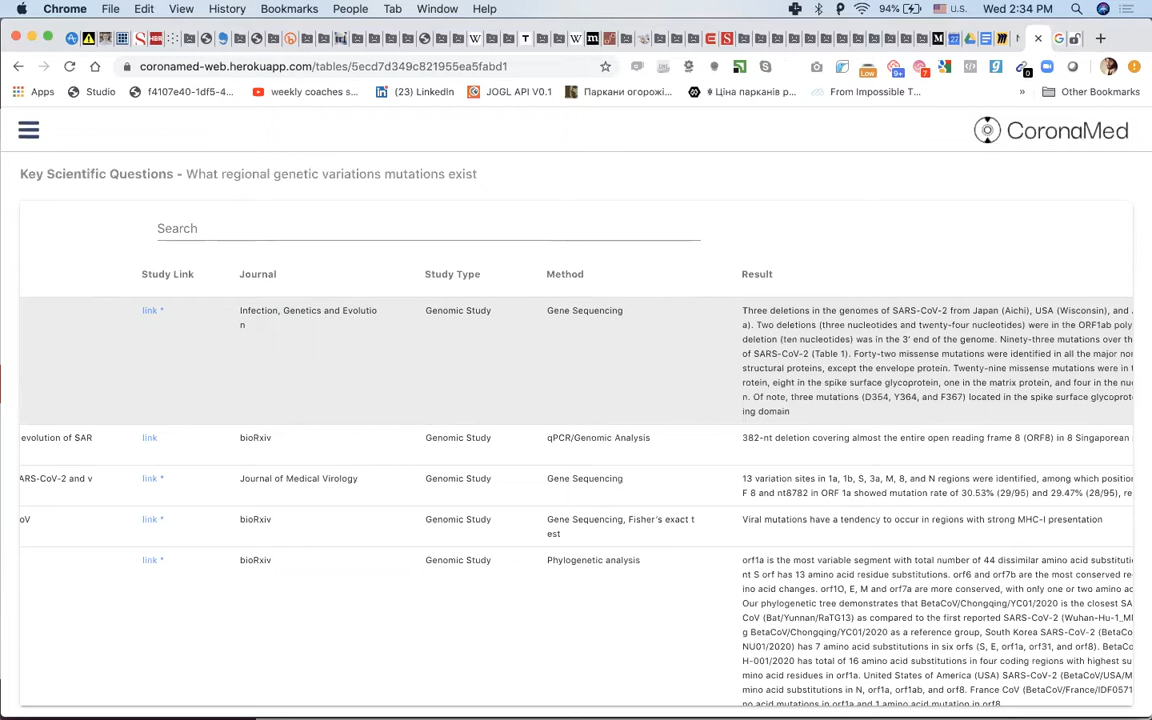 Chrome File Edit View History Bookmarks People Tab Window Help 94% U.S. Wed 2:34 PM
coronamed-web.herokuapp.com/tables/5ecd7d349c821955ea5fabd1
Apps Studio f4107e40-1df5-4... weekly coaches s... (23) LinkedIn JOGL API V0.1 Паркани огорожі... Ціна парканів р... From Impossible T... » Other Bookmarks
CoronaMed
Key Scientific Questions - What regional genetic variations mutations exist
Search
Study Link Journal Study Type Method Result
link * Infection, Genetics and Evolutio Genomic Study Gene Sequencing Three deletions in the genomes of SARS-CoV-2 from Japan (Aichi), USA (Wisconsin), and
n a). Two deletions (three nucleotides and twenty-four nucleotides) were in the ORF1ab poly
deletion (ten nucleotides) was in the 3' end of the genome. Ninety-three mutations over th
of SARS-CoV-2 (Table 1). Forty-two missense mutations were identified in all the major nor
structural proteins, except the envelope protein. Twenty-nine missense mutations were in t
rotein, eight in the spike surface glycoprotein, one in the matrix protein, and four in the nu
n. Of note, three mutations (D354, Y364, and F367) located in the spike surface glycoprote
ing domain
evolution of SAR link bioRxiv Genomic Study qPCR/Genomic Analysis 382-nt deletion covering almost the entire open reading frame 8 (ORF8) in 8 Singaporean
ARS-CoV-2 and v link * Journal of Medical Virology Genomic Study Gene Sequencing 13 variation sites in 1a, 1b, S, 3a, M, 8, and N regions were identified, among which position
F 8 and nt8782 in ORF 1a showed mutation rate of 30.53% (29/95) and 29.47% (28/95), re
oV link * bioRxiv Genomic Study Gene Sequencing, Fisher's exact t Viral mutations have a tendency to occur in regions with strong MHC-I presentation
est
link * bioRxiv Genomic Study Phylogenetic analysis orf1a is the most variable segment with total number of 44 dissimilar amino acid substituti
nt S orf has 13 amino acid residue substitutions. orf6 and orf7b are the most conserved re
ino acid changes. orf10, E, M and orf7a are more conserved, with only one or two amino ac
Our phylogenetic tree demonstrates that BetaCoV/Chongqing/YC01/2020 is the closest SA
CoV (Bat/Yunnan/RaTG13) as compared to the first reported SARS-CoV-2 (Wuhan-Hu-1_M
g BetaCoV/Chongqing/YC01/2020 as a reference group, South Korea SARS-CoV-2 (BetaCo
NU01/2020) has 7 amino acid substitutions in six orfs (S, E, orf1a, orf31, and orf8). BetaCo
H-001/2020 has total of 16 amino acid substitutions in four coding regions with highest su
mino acid residues in orf1a. United States of America (USA) SARS-CoV-2 (BetaCoV/USA/M
mino acid substitutions in N, orf1a, orf1ab, and orf8. France CoV (BetaCoV/France/IDF0571
no acid mutations in orf1a and 1 amino acid mutation in orf8